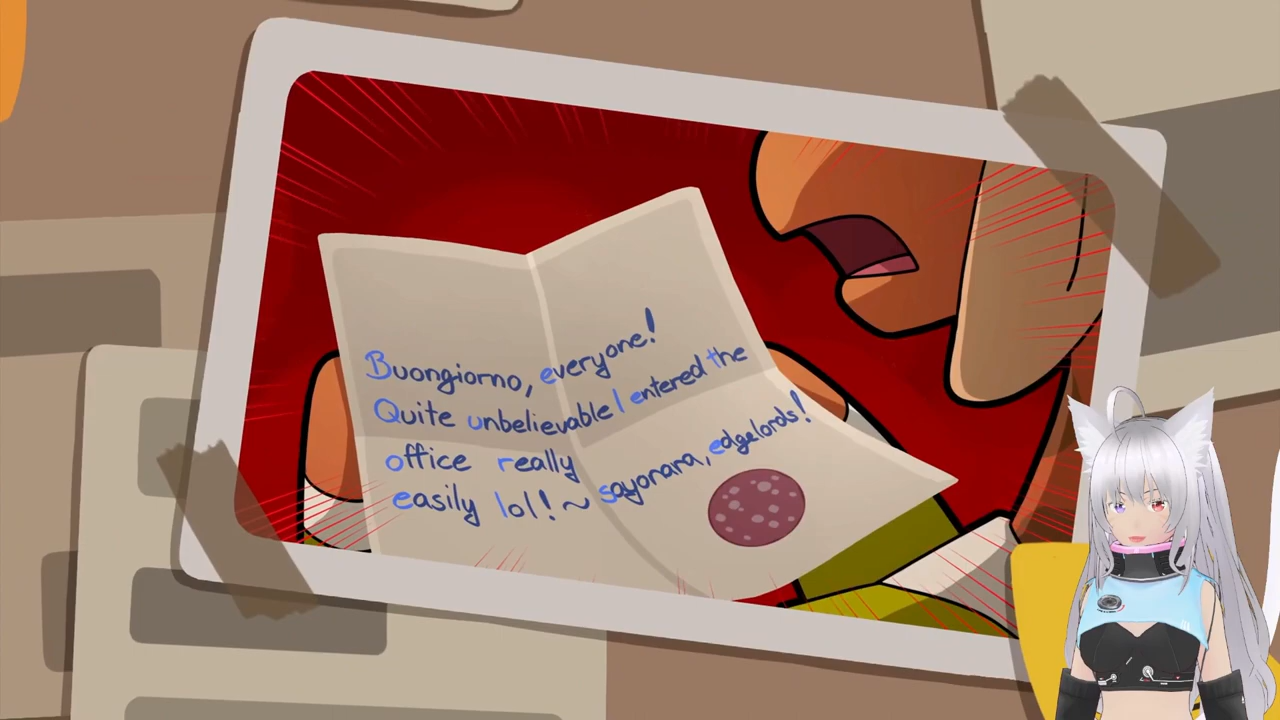 Buongiorno, everyone!
Quite unbelievable I entered the
office really
easily lol! ~ sayonara, edgelords!